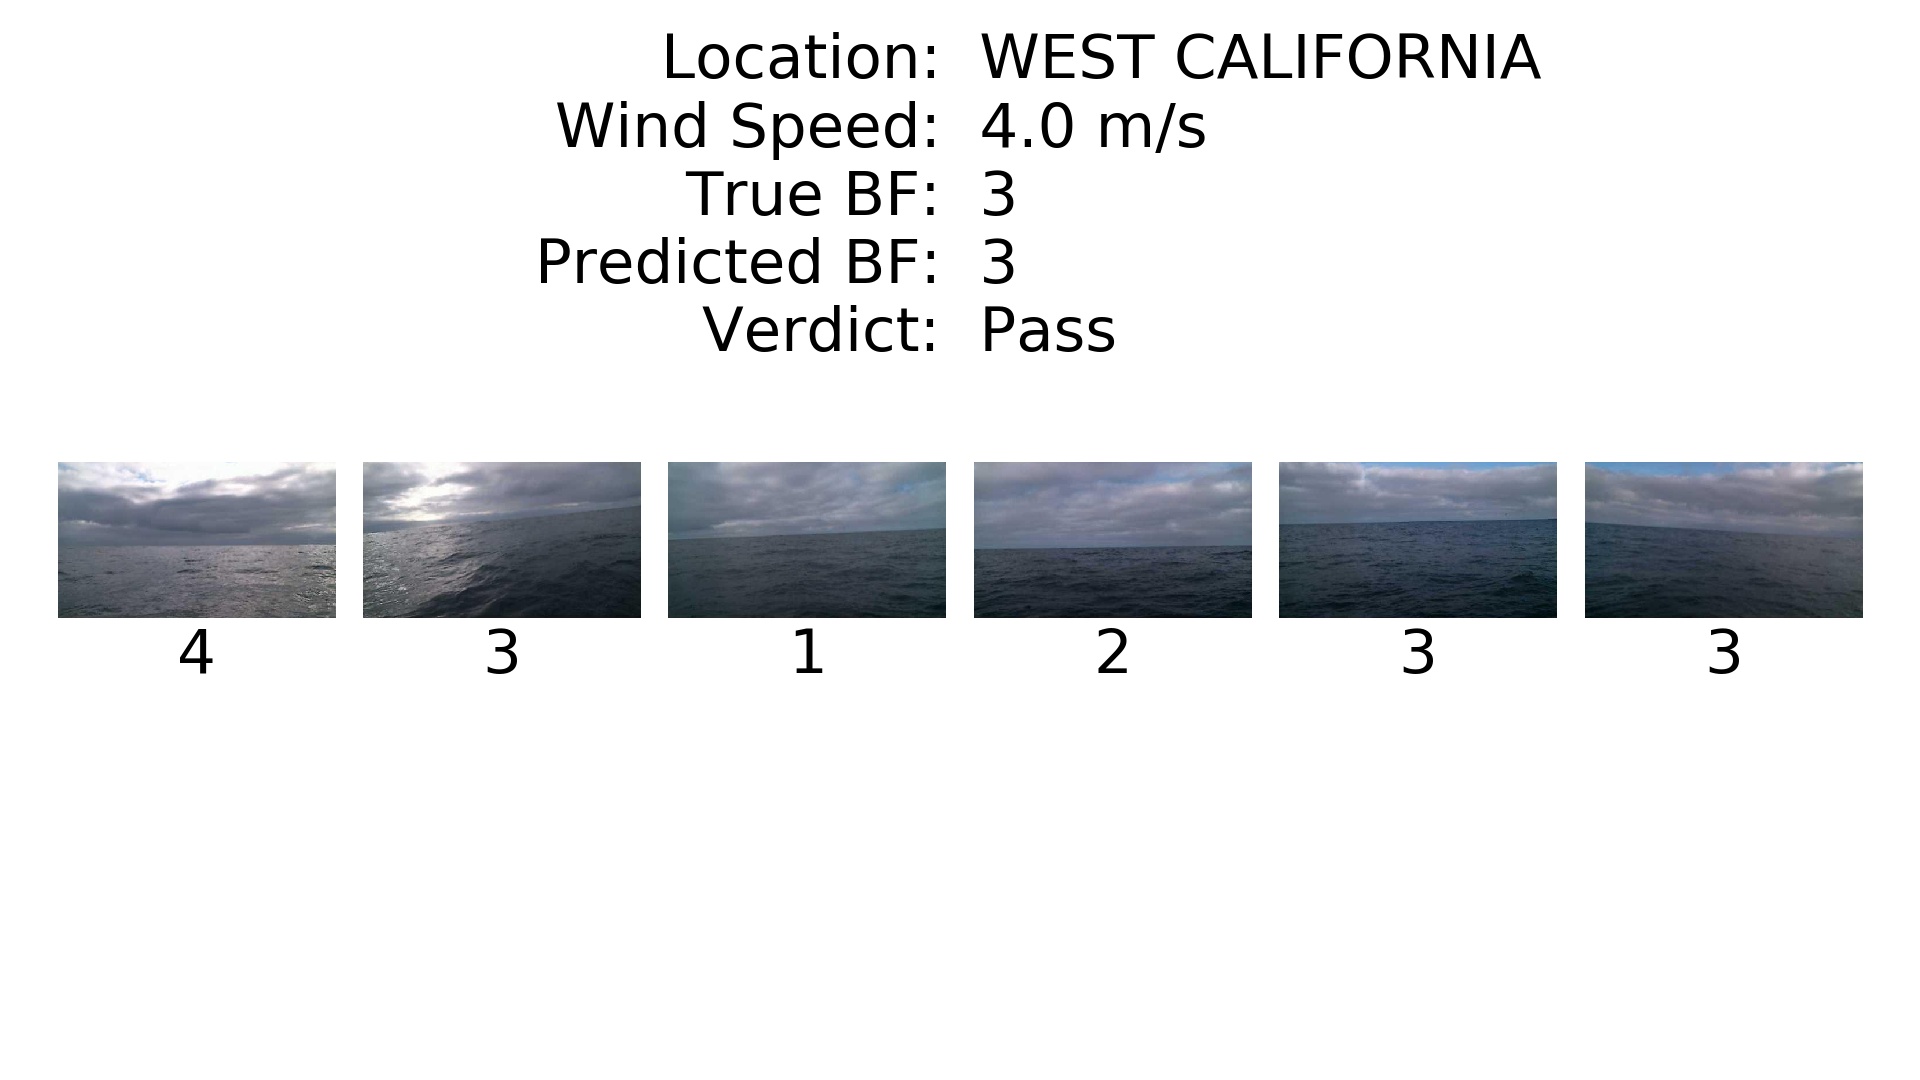 Location: WEST CALIFORNIA
Wind Speed: 4.0 m/s
True BF: 3
Predicted BF: 3
Verdict: Pass
4 3 1 2 3 3